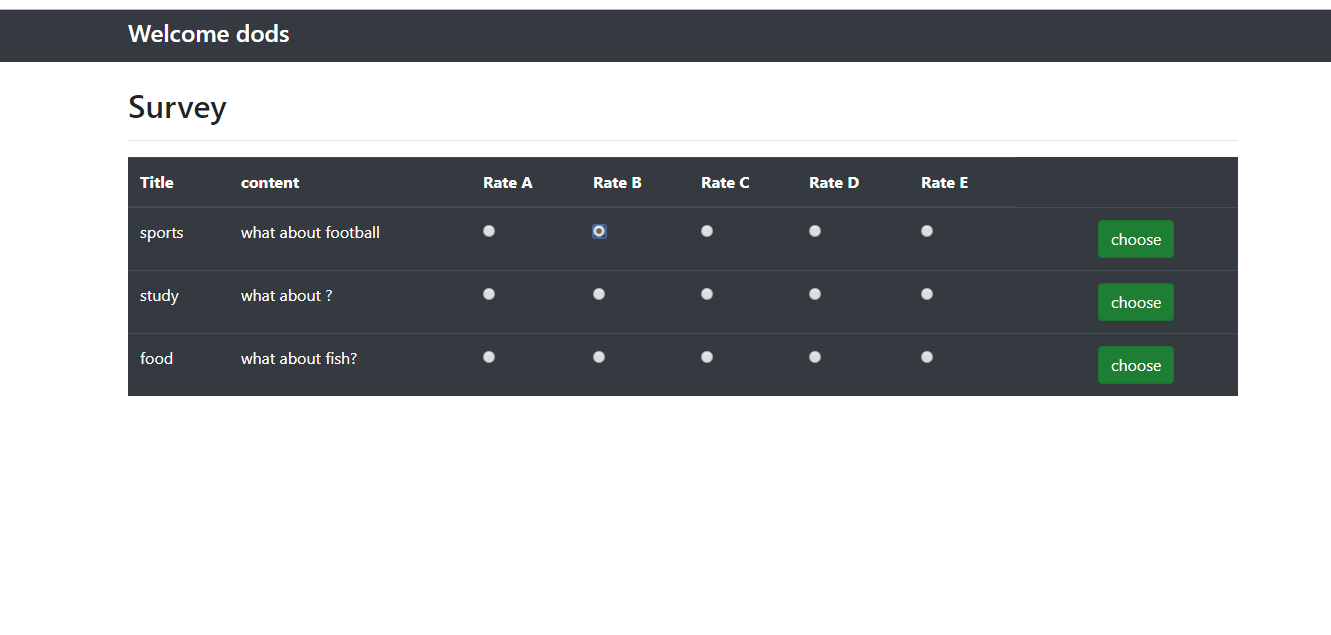 Welcome dods
Survey
Title content Rate A Rate B Rate C Rate D Rate E
sports what about football choose
study what about ? choose
food what about fish? choose